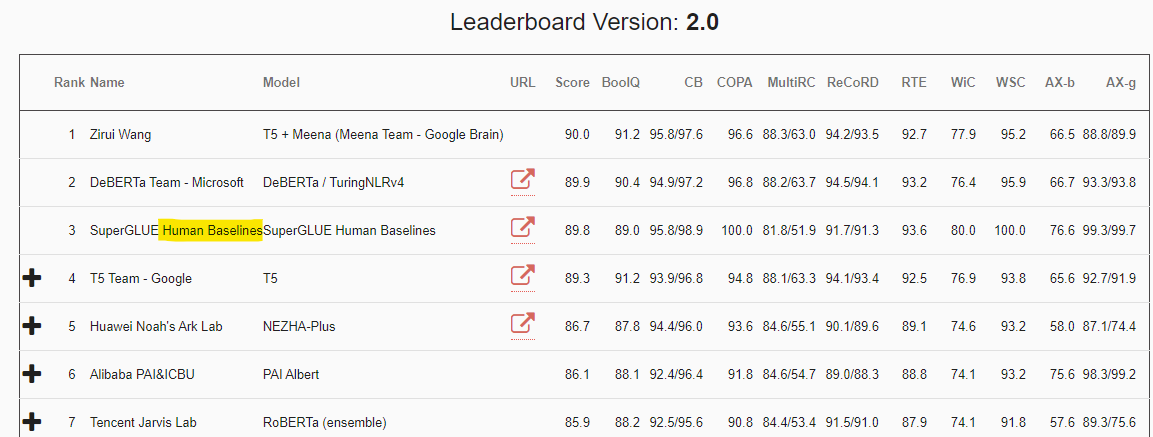 Leaderboard Version: 2.0
Rank Name Model URL Score BoolQ CB COPA MultiRC ReCoRD RTE WiC WSC AX-b AX-g
1 Zirui Wang T5 + Meena (Meena Team - Google Brain) 90.0 91.2 95.8/97.6 96.6 88.3/63.0 94.2/93.5 92.7 77.9 95.2 66.5 88.8/89.9
2 DeBERTa Team - Microsoft DeBERTa / TuringNLRv4 89.9 90.4 94.9/97.2 96.8 88.2/63.7 94.5/94.1 93.2 76.4 95.9 66.7 93.3/93.8
3 SuperGLUE Human Baselines SuperGLUE Human Baselines 89.8 89.0 95.8/98.9 100.0 81.8/51.9 91.7/91.3 93.6 80.0 100.0 76.6 99.3/99.7
4 T5 Team - Google T5 89.3 91.2 93.9/96.8 94.8 88.1/63.3 94.1/93.4 92.5 76.9 93.8 65.6 92.7/91.9
5 Huawei Noah's Ark Lab NEZHA-Plus 86.7 87.8 94.4/96.0 93.6 84.6/55.1 90.1/89.6 89.1 74.6 93.2 58.0 87.1/74.4
6 Alibaba PAI&ICBU PAI Albert 86.1 88.1 92.4/96.4 91.8 84.6/54.7 89.0/88.3 88.8 74.1 93.2 75.6 98.3/99.2
7 Tencent Jarvis Lab RoBERTa (ensemble) 85.9 88.2 92.5/95.6 90.8 84.4/53.4 91.5/91.0 87.9 74.1 91.8 57.6 89.3/75.6